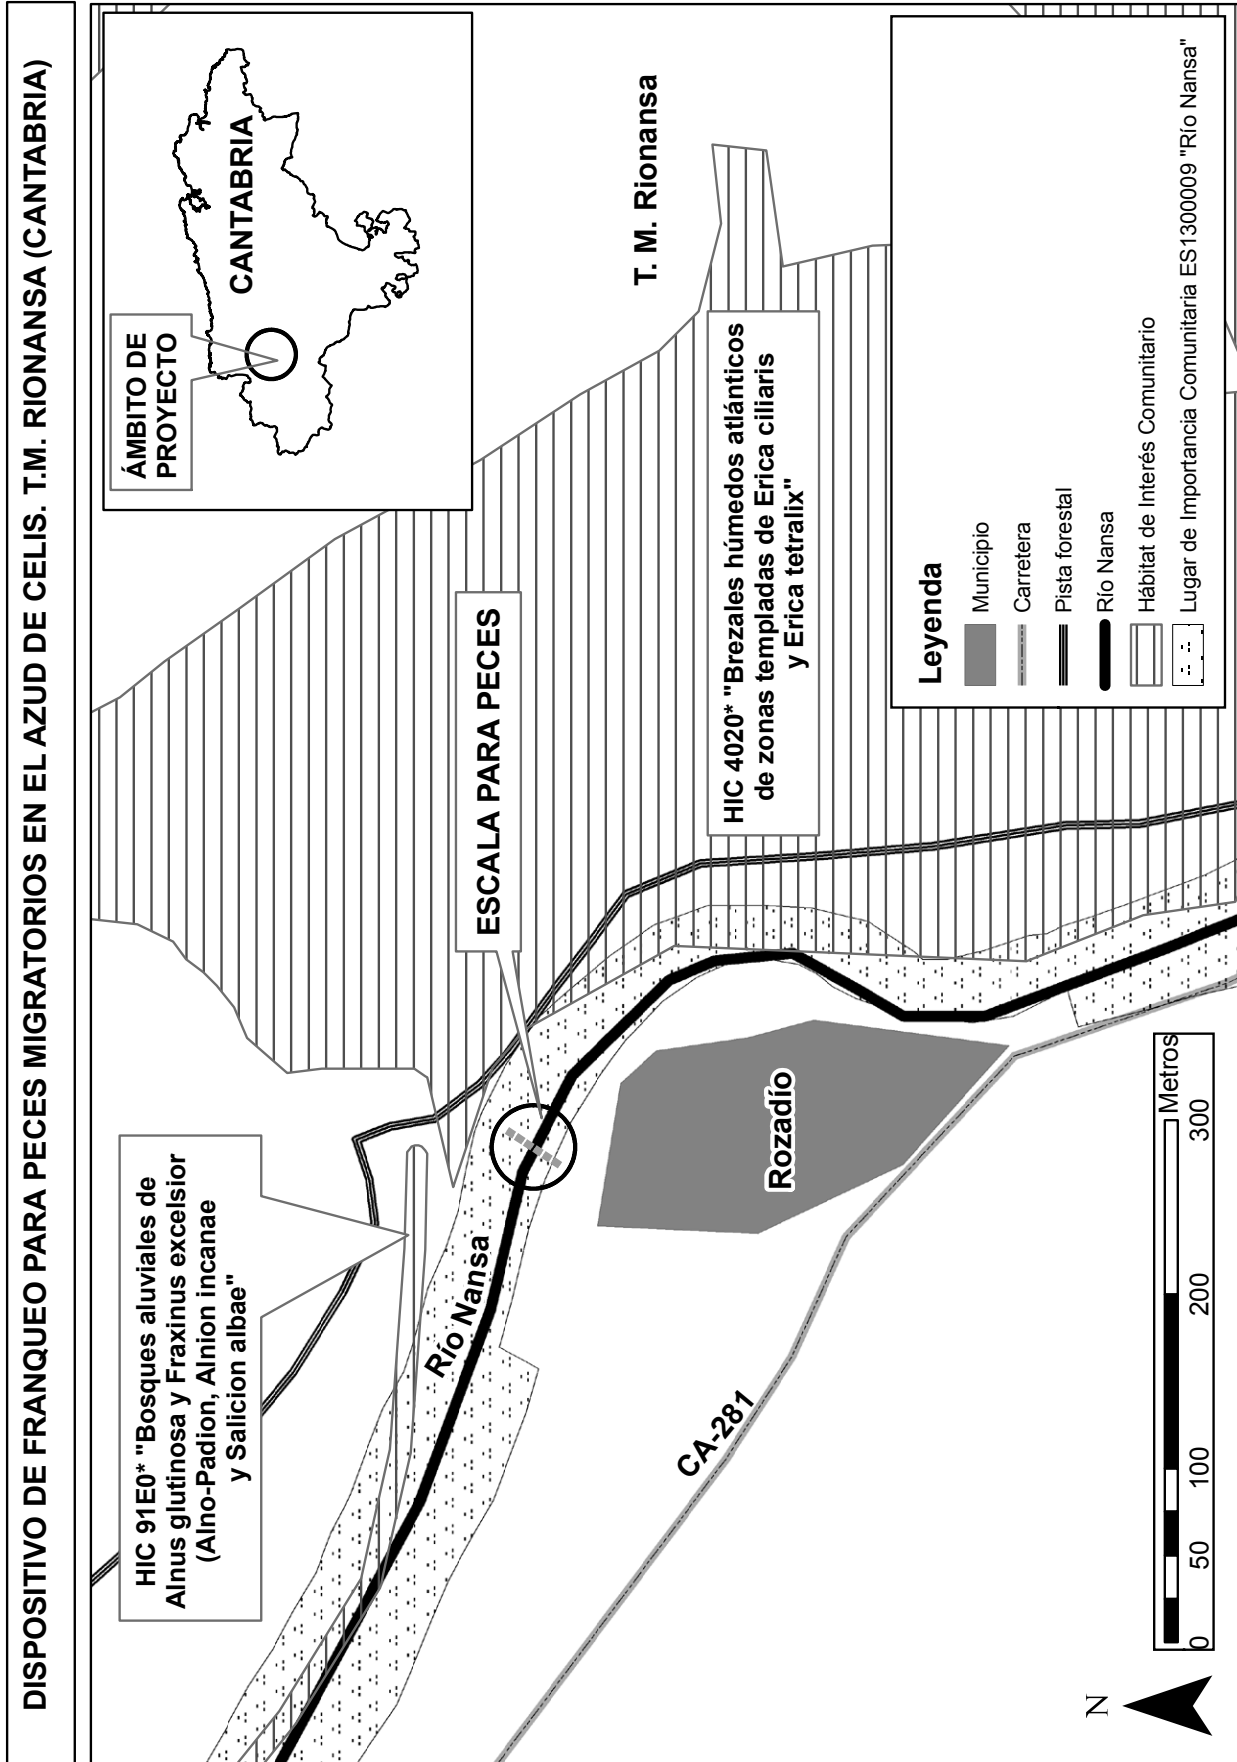 DISPOSITIVO DE FRANQUEO PARA PECES MIGRATORIOS EN EL AZUD DE CELIS. T.M. RIONANSA (CANTABRIA)
HIC 91E0* "Bosques aluviales de
Alnus glutinosa y Fraxinus excelsior
(Alno-Padion, Alnion incanae
y Salicion albae"
ÁMBITO DE
PROYECTO
CANTABRIA
Río Nansa
ESCALA PARA PECES
T. M. Rionansa
HIC 4020* "Brezales húmedos atlánticos
de zonas templadas de Erica ciliaris
y Erica tetralix"
CA-281
Rozadío
Leyenda
Municipio
Carretera
Pista forestal
Río Nansa
Hábitat de Interés Comunitario
Lugar de Importancia Comunitaria ES1300009 "Río Nansa"
N
Metros
0 50 100 200 300